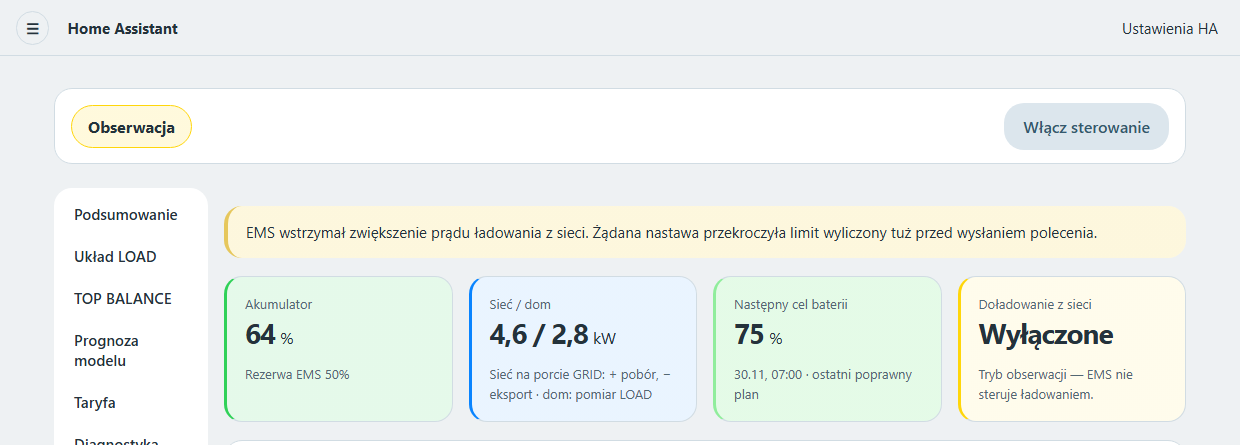 ☰ Home Assistant Ustawienia HA
Obserwacja Włącz sterowanie
Podsumowanie
Układ LOAD
TOP BALANCE
Prognoza
modelu
Taryfa
Diagnostyka
EMS wstrzymał zwiększenie prądu ładowania z sieci. Żądana nastawa przekroczyła limit wyliczony tuż przed wysłaniem polecenia.
Akumulator
64 %
Rezerwa EMS 50%
Sieć / dom
4,6 / 2,8 kW
Sieć na porcie GRID: + pobór, −
eksport · dom: pomiar LOAD
Następny cel baterii
75 %
30.11, 07:00 · ostatni poprawny
plan
Doładowanie z sieci
Wyłączone
Tryb obserwacji — EMS nie
steruje ładowaniem.